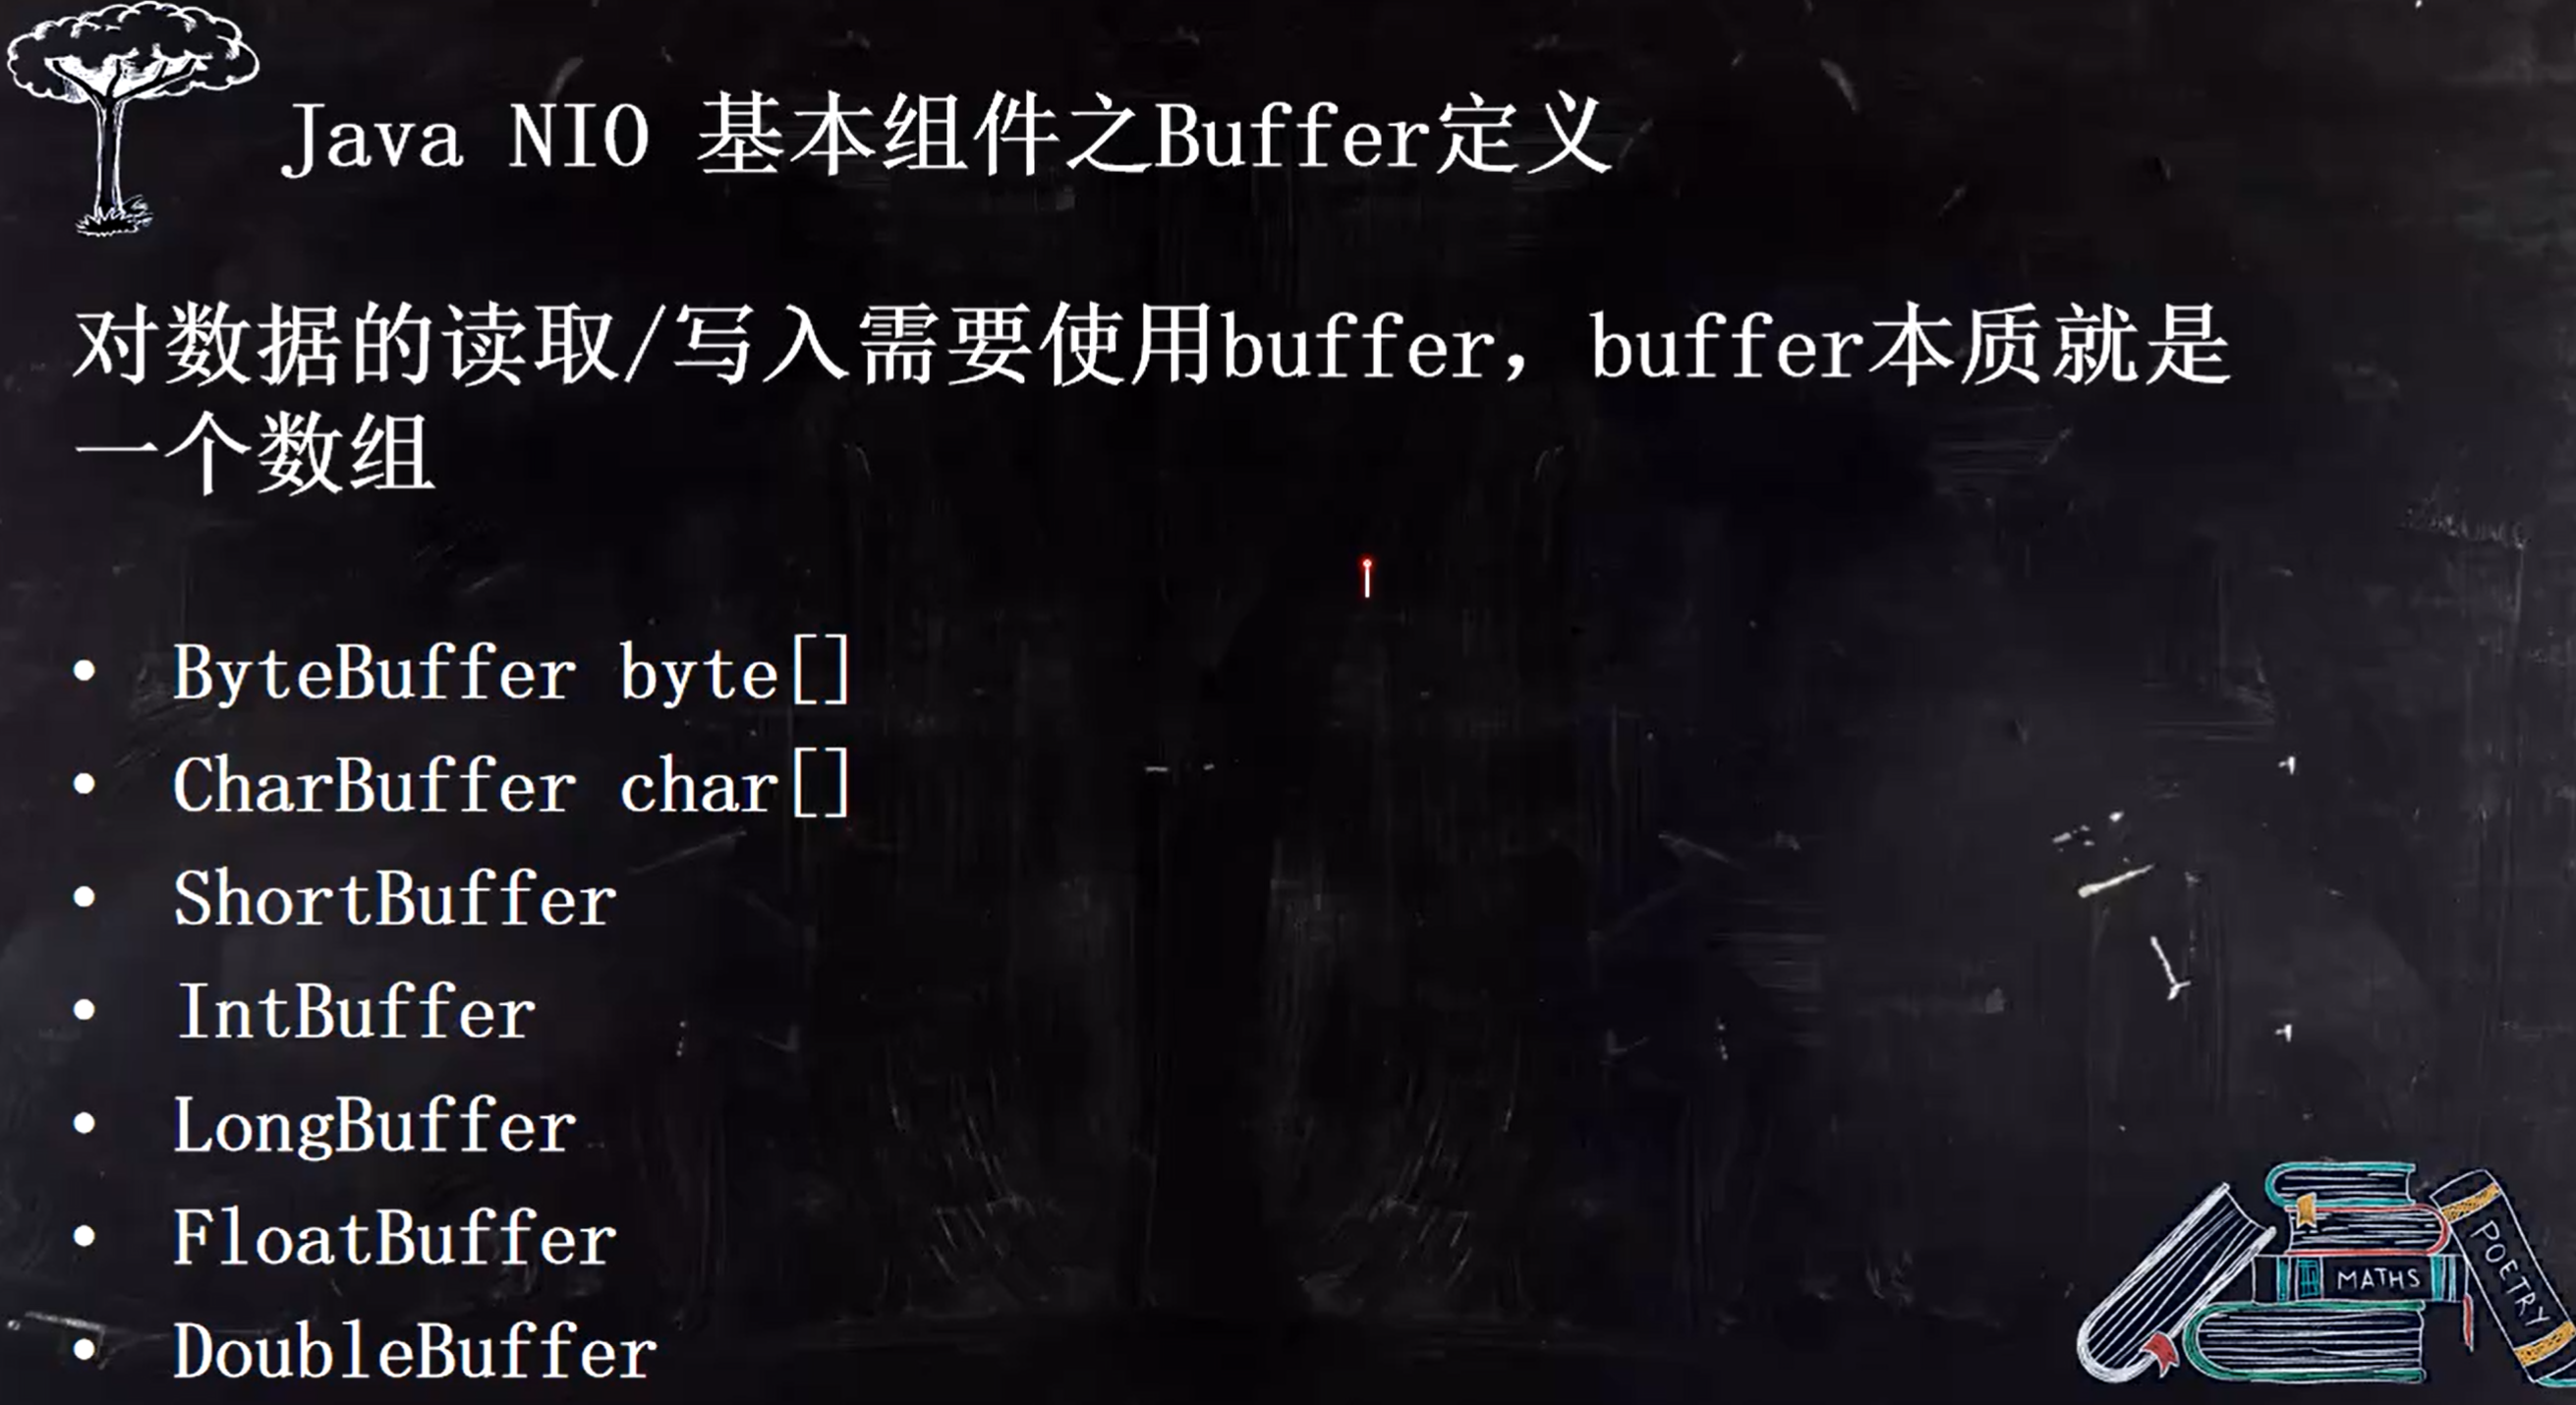 Java NIO 基本组件之Buffer定义
对数据的读取/写入需要使用buffer，buffer本质就是
一个数组
• ByteBuffer byte[]
• CharBuffer char[]
• ShortBuffer
• IntBuffer
• LongBuffer
• FloatBuffer
• DoubleBuffer
MATHS
POETRY